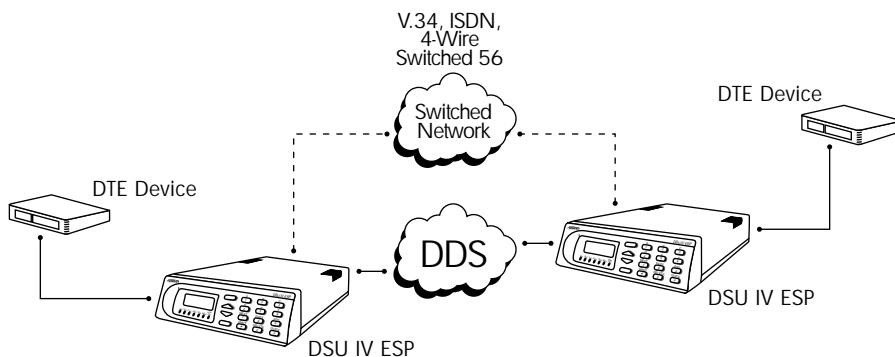 V.34, ISDN,
4-Wire
Switched 56
Switched
Network
DTE Device
DTE Device
DDS
DSU IV ESP
DSU IV ESP